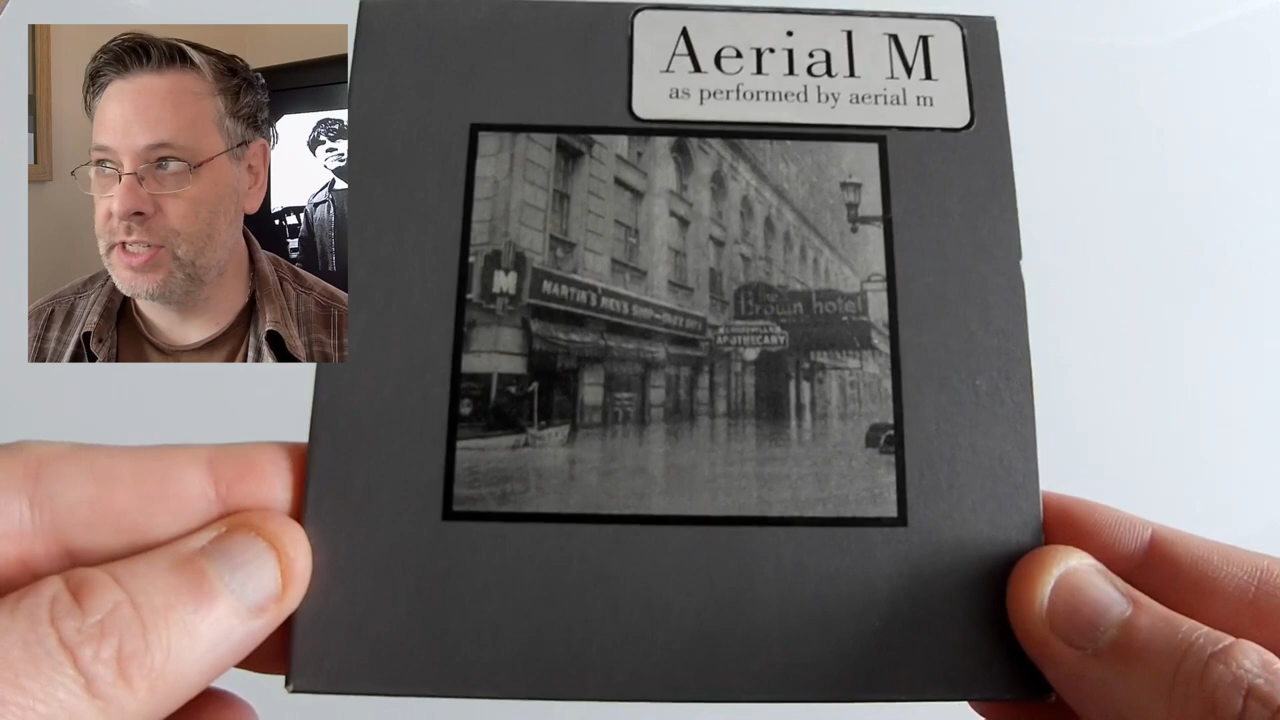 Aerial M
as performed by aerial m
M
MARTIN'S MEN'S SHOP
The
Brown hotel
APOTHECARY